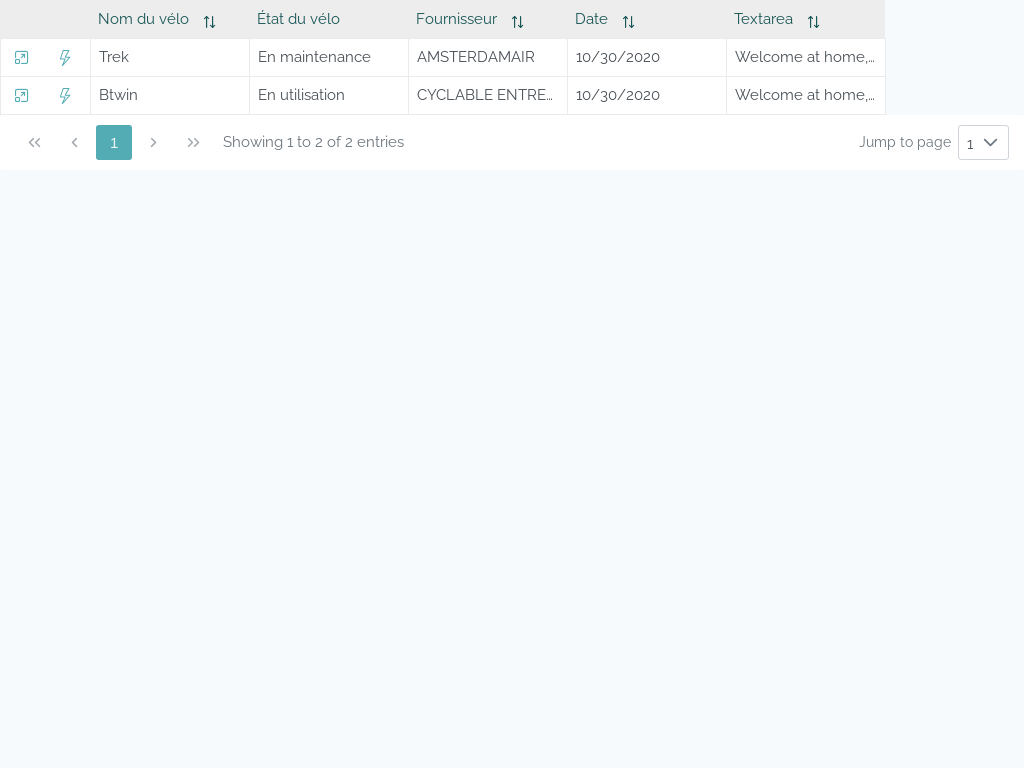 Nom du vélo État du vélo Fournisseur Date Textarea
Trek En maintenance AMSTERDAMAIR 10/30/2020 Welcome at home,...
Btwin En utilisation CYCLABLE ENTRE... 10/30/2020 Welcome at home,...
1 Showing 1 to 2 of 2 entries Jump to page 1